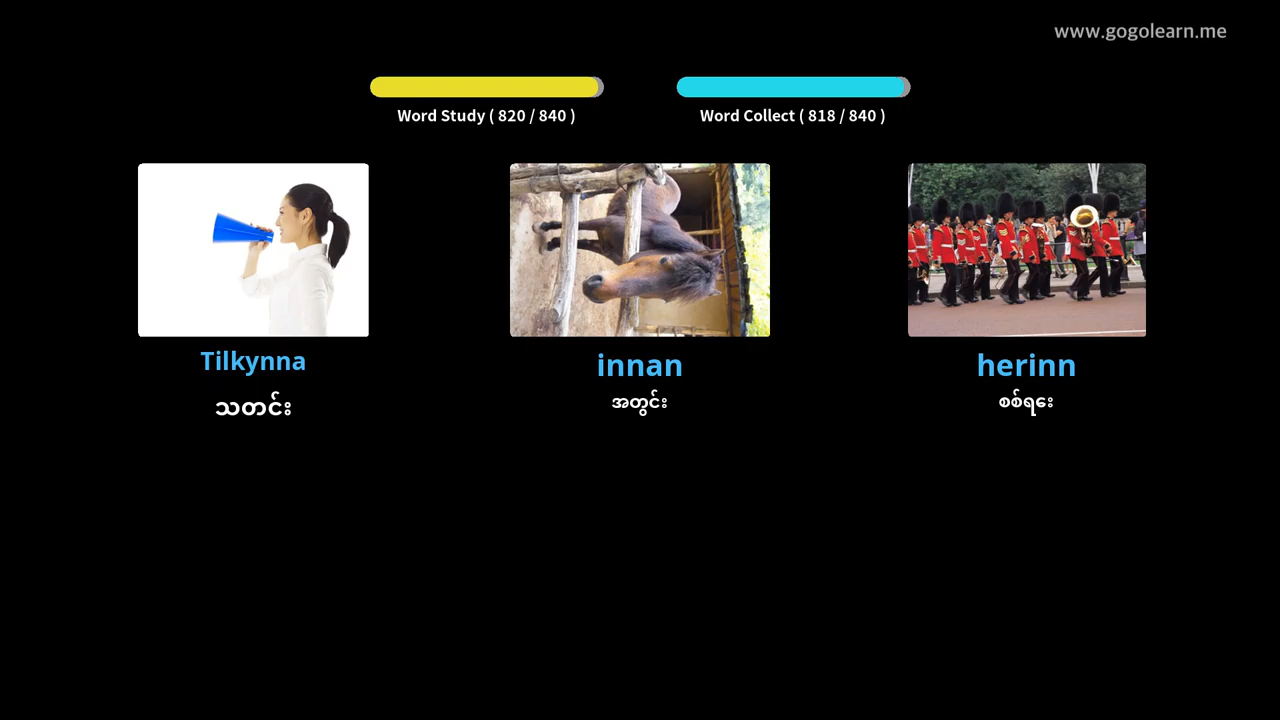 www.gogolearn.me
Word Study ( 820 / 840 )
Word Collect ( 818 / 840 )
Tilkynna
သတင်း
innan
အတွင်း
herinn
စစ်ရေး